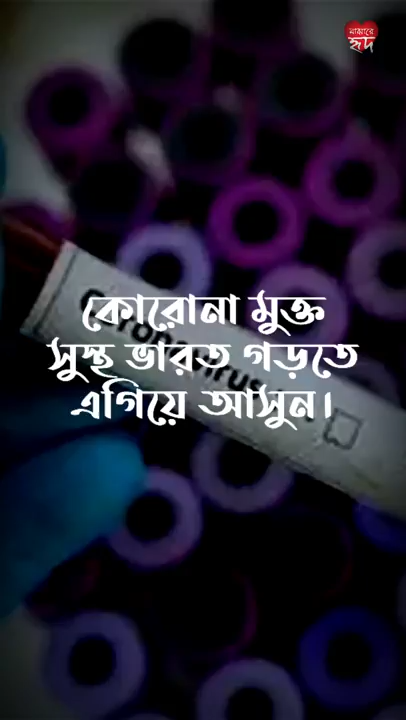 মাঝারে
হৃদ
কোরোনা মুক্ত
সুস্থ ভারত গড়তে
এগিয়ে আসুন।